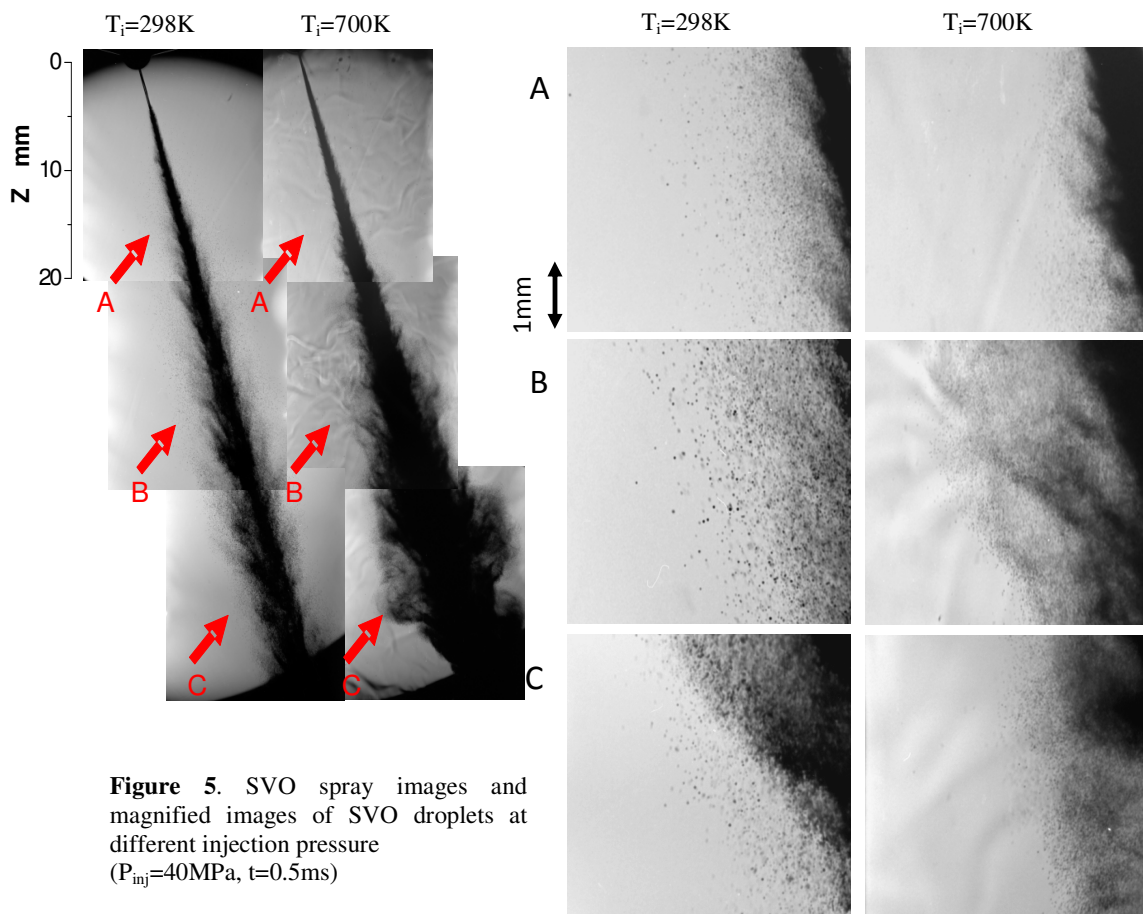 Tᵢ=298K
Tᵢ=700K
0
10
20
Z mm
A
A
B
B
C
C
Tᵢ=298K
Tᵢ=700K
A
1mm
B
C
Figure 5. SVO spray images and
magnified images of SVO droplets at
different injection pressure
(Pᵢₙⱼ=40MPa, t=0.5ms)